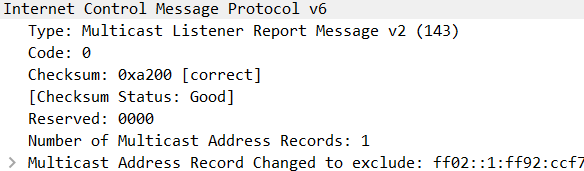 Internet Control Message Protocol v6
Type: Multicast Listener Report Message v2 (143)
Code: 0
Checksum: 0xa200 [correct]
[Checksum Status: Good]
Reserved: 0000
Number of Multicast Address Records: 1
Multicast Address Record Changed to exclude: ff02::1:ff92:ccf7